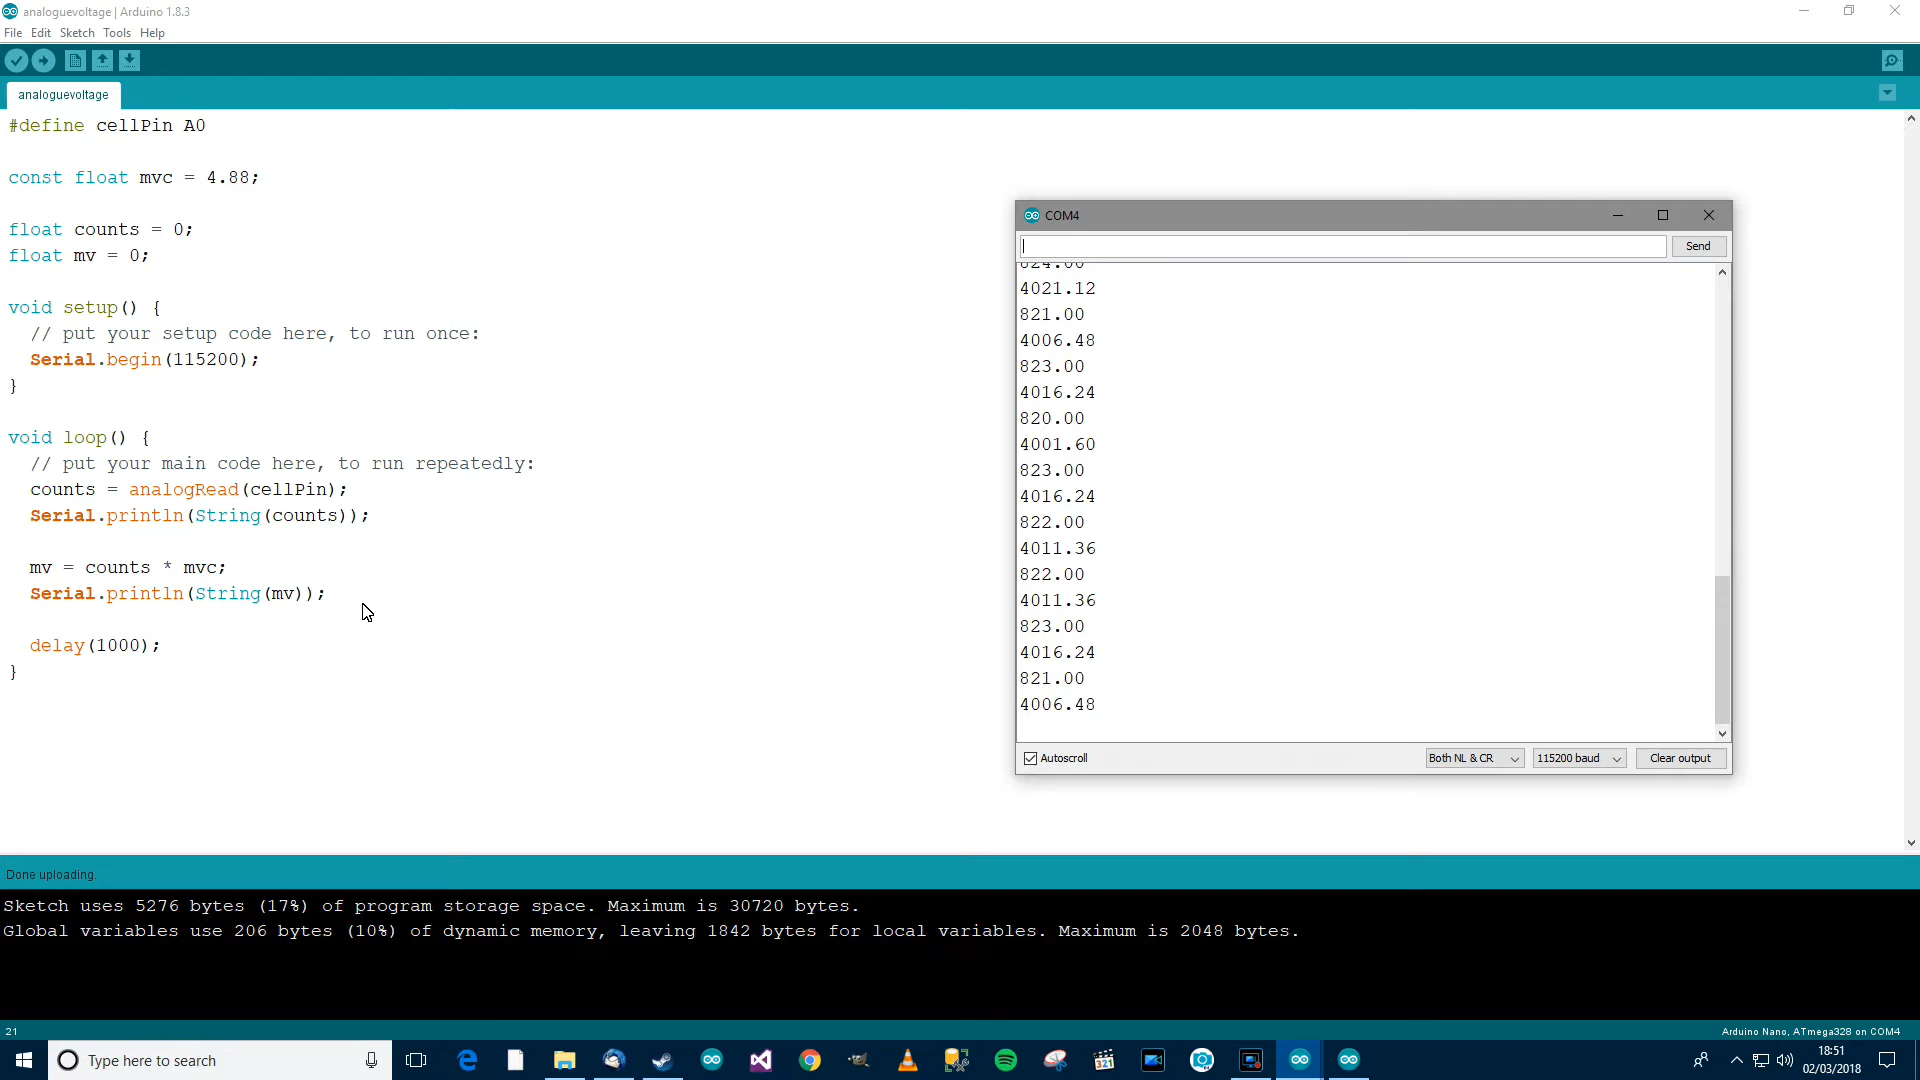 analoguevoltage | Arduino 1.8.3
File Edit Sketch Tools Help
analoguevoltage
#define cellPin A0
const float mvc = 4.88;
float counts = 0;
float mv = 0;
void setup() {
// put your setup code here, to run once:
Serial.begin(115200);
}
void loop() {
// put your main code here, to run repeatedly:
counts = analogRead(cellPin);
Serial.println(String(counts));
mv = counts * mvc;
Serial.println(String(mv));
delay(1000);
}
COM4
Send
824.00
4021.12
821.00
4006.48
823.00
4016.24
820.00
4001.60
823.00
4016.24
822.00
4011.36
822.00
4011.36
823.00
4016.24
821.00
4006.48
Autoscroll
Both NL & CR
115200 baud
Clear output
Done uploading.
Sketch uses 5276 bytes (17%) of program storage space. Maximum is 30720 bytes.
Global variables use 206 bytes (10%) of dynamic memory, leaving 1842 bytes for local variables. Maximum is 2048 bytes.
21
Arduino Nano, ATmega328 on COM4
Type here to search
321
18:51
02/03/2018